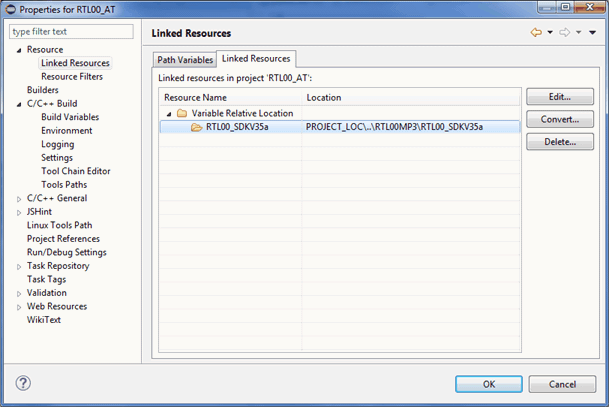 Properties for RTL00_AT
type filter text
Resource
Linked Resources
Resource Filters
Builders
C/C++ Build
Build Variables
Environment
Logging
Settings
Tool Chain Editor
Tools Paths
C/C++ General
JSHint
Linux Tools Path
Project References
Run/Debug Settings
Task Repository
Task Tags
Validation
Web Resources
WikiText
Linked Resources
Path Variables Linked Resources
Linked resources in project 'RTL00_AT':
Resource Name Location
Variable Relative Location
RTL00_SDKV35a PROJECT_LOC\..\RTL00MP3\RTL00_SDKV35a
Edit...
Convert...
Delete...
OK Cancel